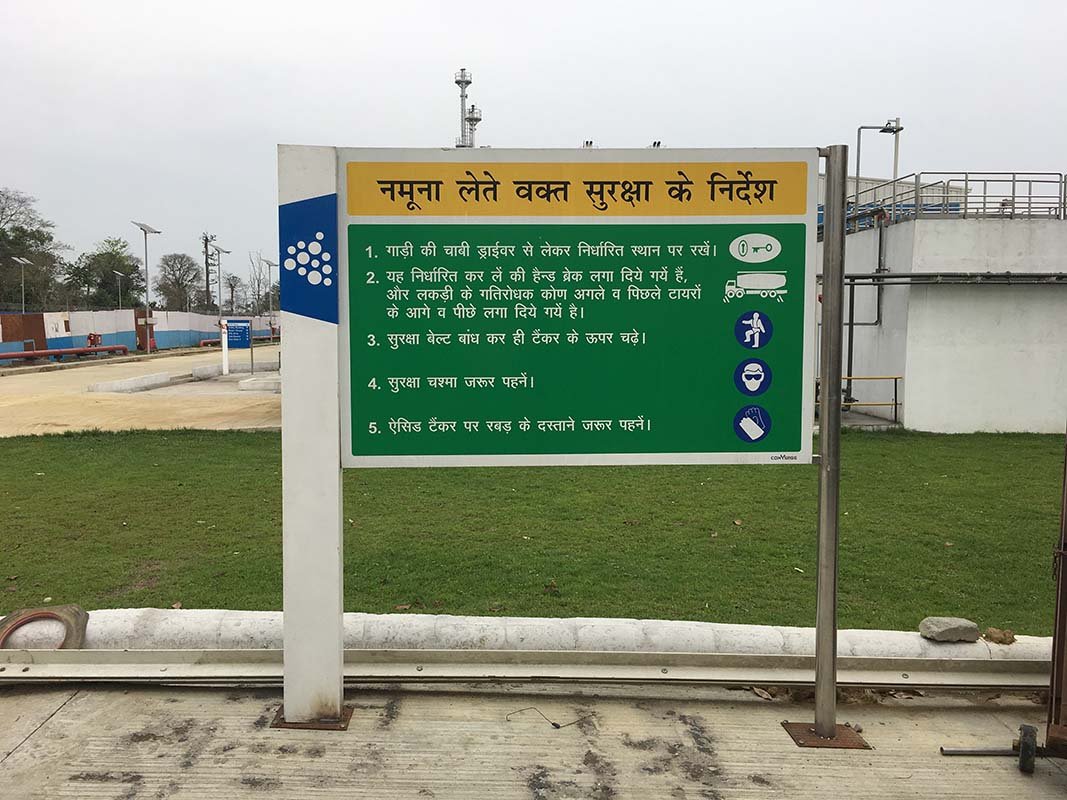 नमूना लेते वक्त सुरक्षा के निर्देश
1. गाड़ी की चाबी ड्राईवर से लेकर निर्धारित स्थान पर रखें।
2. यह निर्धारित कर लें की हैन्ड ब्रेक लगा दिये गयें हैं,
और लकड़ी के गतिरोधक कोण अगले व पिछले टायरों
के आगे व पीछे लगा दिये गयें है।
3. सुरक्षा बेल्ट बांध कर ही टैंकर के ऊपर चढ़े।
4. सुरक्षा चश्मा जरूर पहनें।
5. ऐसिड टैंकर पर रबड़ के दस्ताने जरूर पहनें।